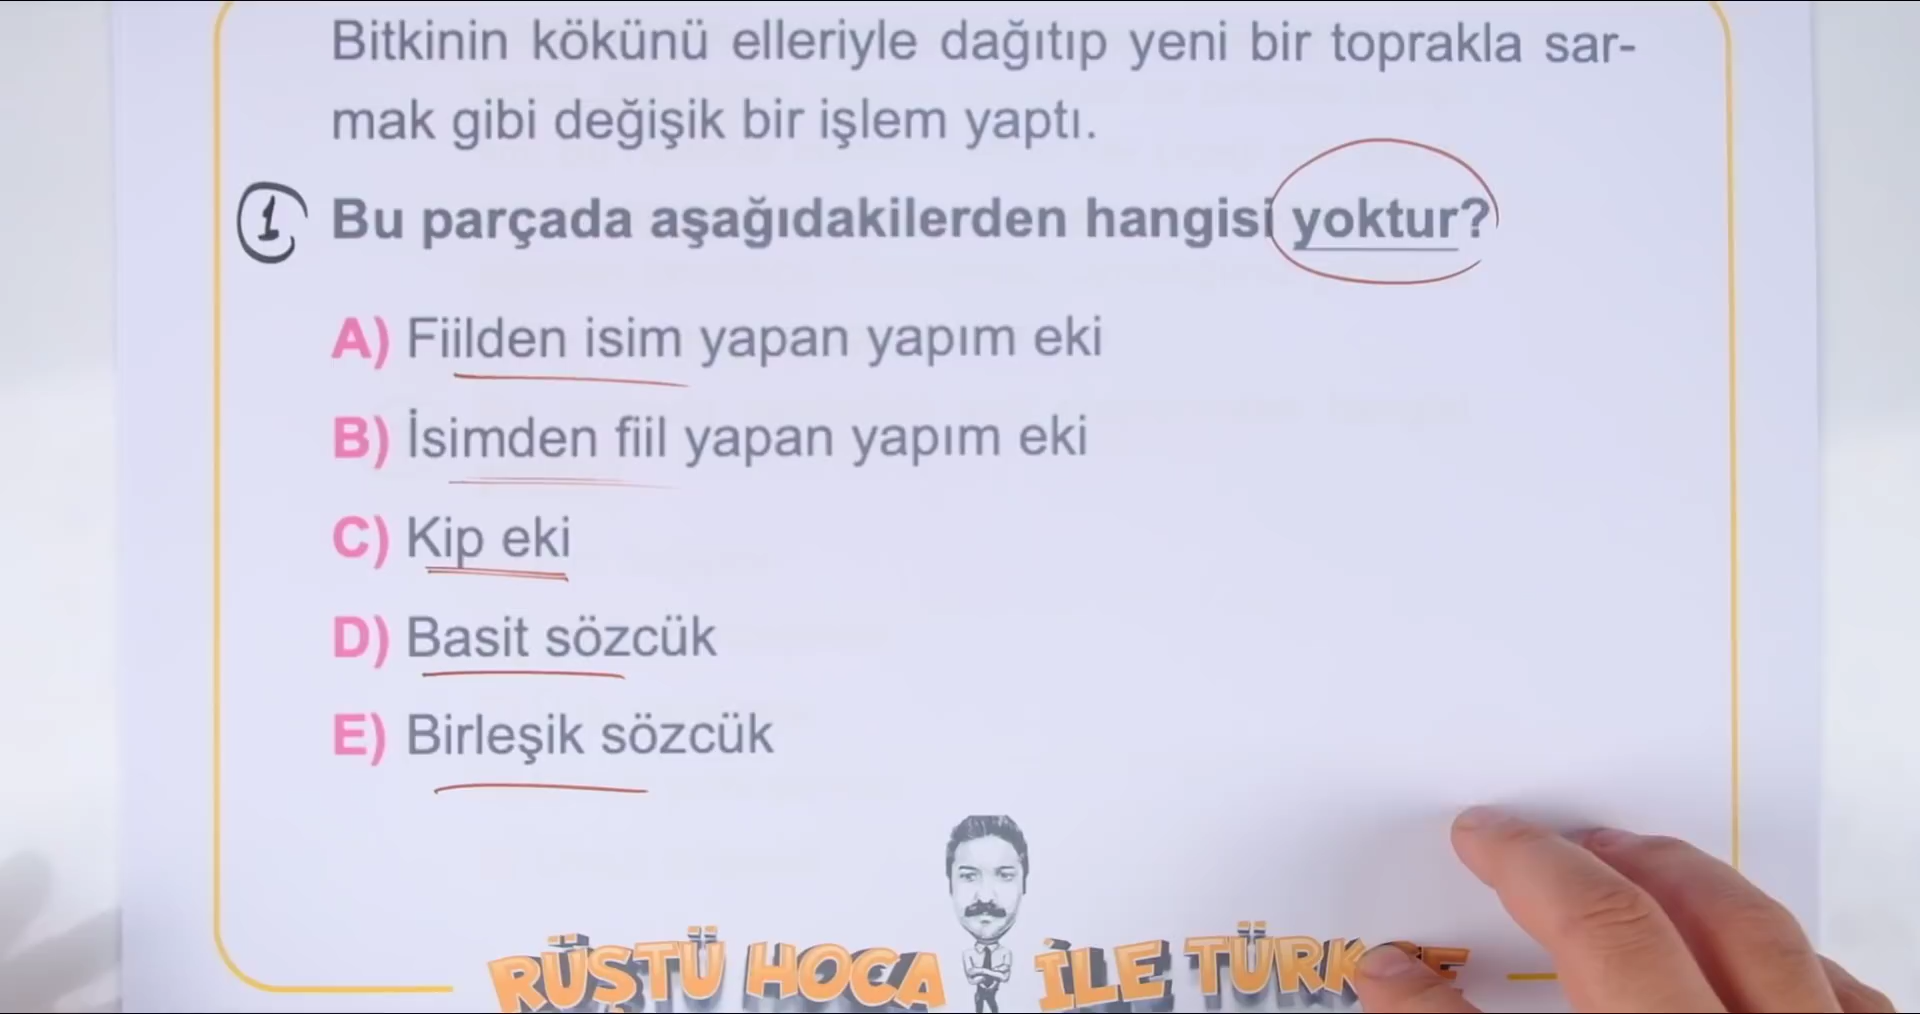 Bitkinin kökünü elleriyle dağıtıp yeni bir toprakla sar-
mak gibi değişik bir işlem yaptı.
1 Bu parçada aşağıdakilerden hangisi yoktur?
A) Fiilden isim yapan yapım eki
B) İsimden fiil yapan yapım eki
C) Kip eki
D) Basit sözcük
E) Birleşik sözcük
RÜŞTÜ HOCA İLE